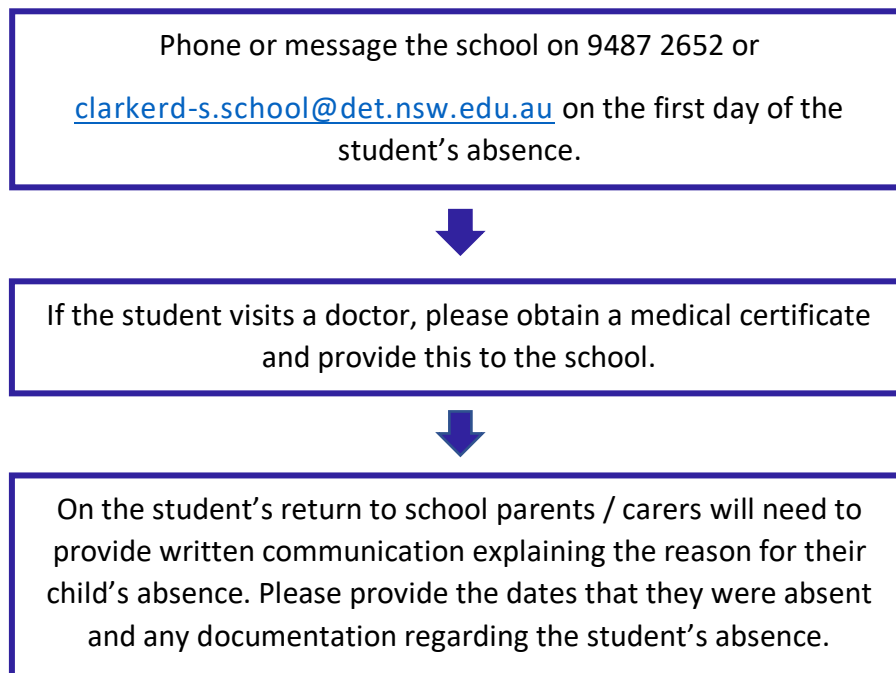 Phone or message the school on 9487 2652 or
clarkerd-s.school@det.nsw.edu.au on the first day of the
student’s absence.
If the student visits a doctor, please obtain a medical certificate
and provide this to the school.
On the student’s return to school parents / carers will need to
provide written communication explaining the reason for their
child’s absence. Please provide the dates that they were absent
and any documentation regarding the student’s absence.